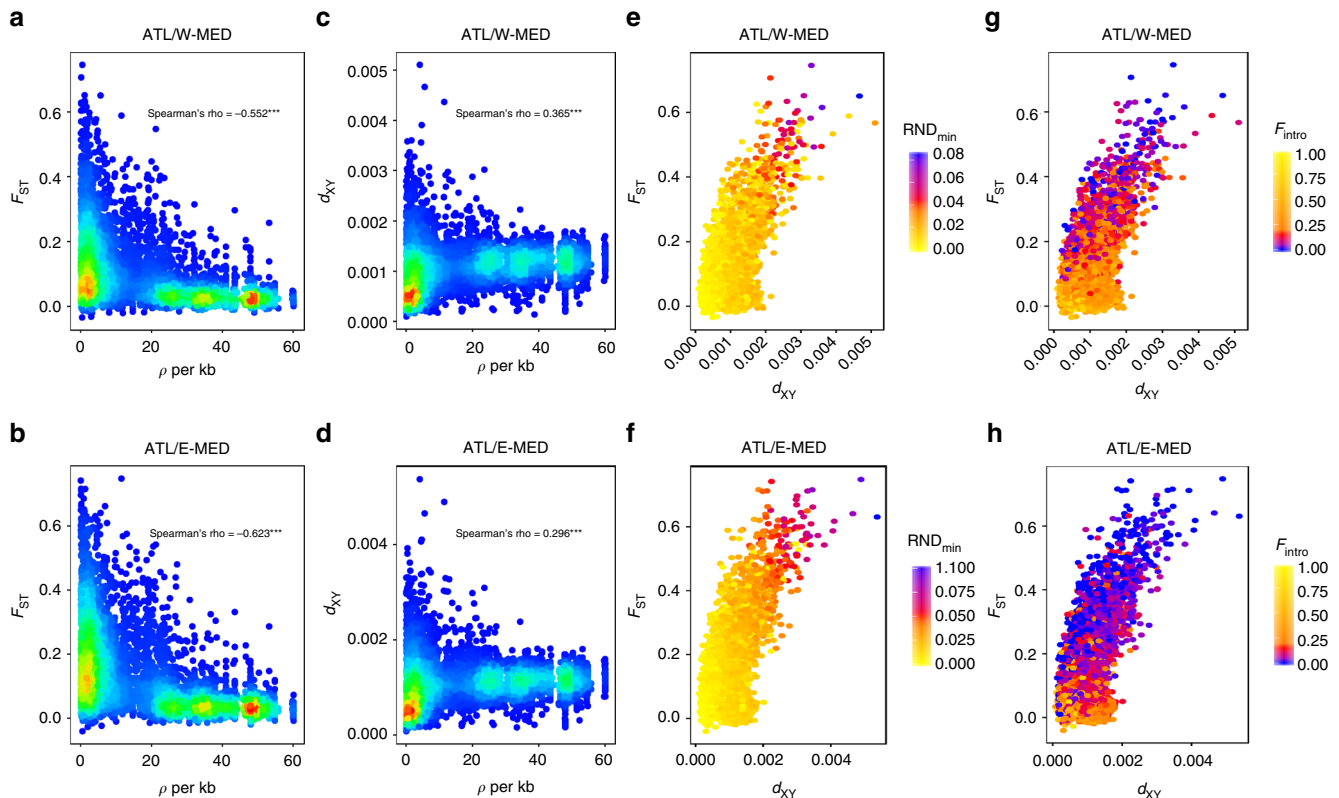 a
ATL/W-MED
Spearman's rho = −0.552***
F_ST
0.6
0.4
0.2
0.0
0 20 40 60
ρ per kb
c
ATL/W-MED
Spearman's rho = 0.365***
d_XY
0.005
0.004
0.003
0.002
0.001
0.000
0 20 40 60
ρ per kb
e
ATL/W-MED
F_ST
0.6
0.4
0.2
0.0
0.000 0.001 0.002 0.003 0.004 0.005
d_XY
RND_min
0.08
0.06
0.04
0.02
0.00
g
ATL/W-MED
F_ST
0.6
0.4
0.2
0.0
0.000 0.001 0.002 0.003 0.004 0.005
d_XY
F_intro
1.00
0.75
0.50
0.25
0.00
b
ATL/E-MED
Spearman's rho = −0.623***
F_ST
0.6
0.4
0.2
0.0
0 20 40 60
ρ per kb
d
ATL/E-MED
Spearman's rho = 0.296***
d_XY
0.004
0.002
0.000
0 20 40 60
ρ per kb
f
ATL/E-MED
F_ST
0.6
0.4
0.2
0.0
0.000 0.002 0.004
d_XY
RND_min
1.100
0.075
0.050
0.025
0.000
h
ATL/E-MED
F_ST
0.6
0.4
0.2
0.0
0.000 0.002 0.004
d_XY
F_intro
1.00
0.75
0.50
0.25
0.00